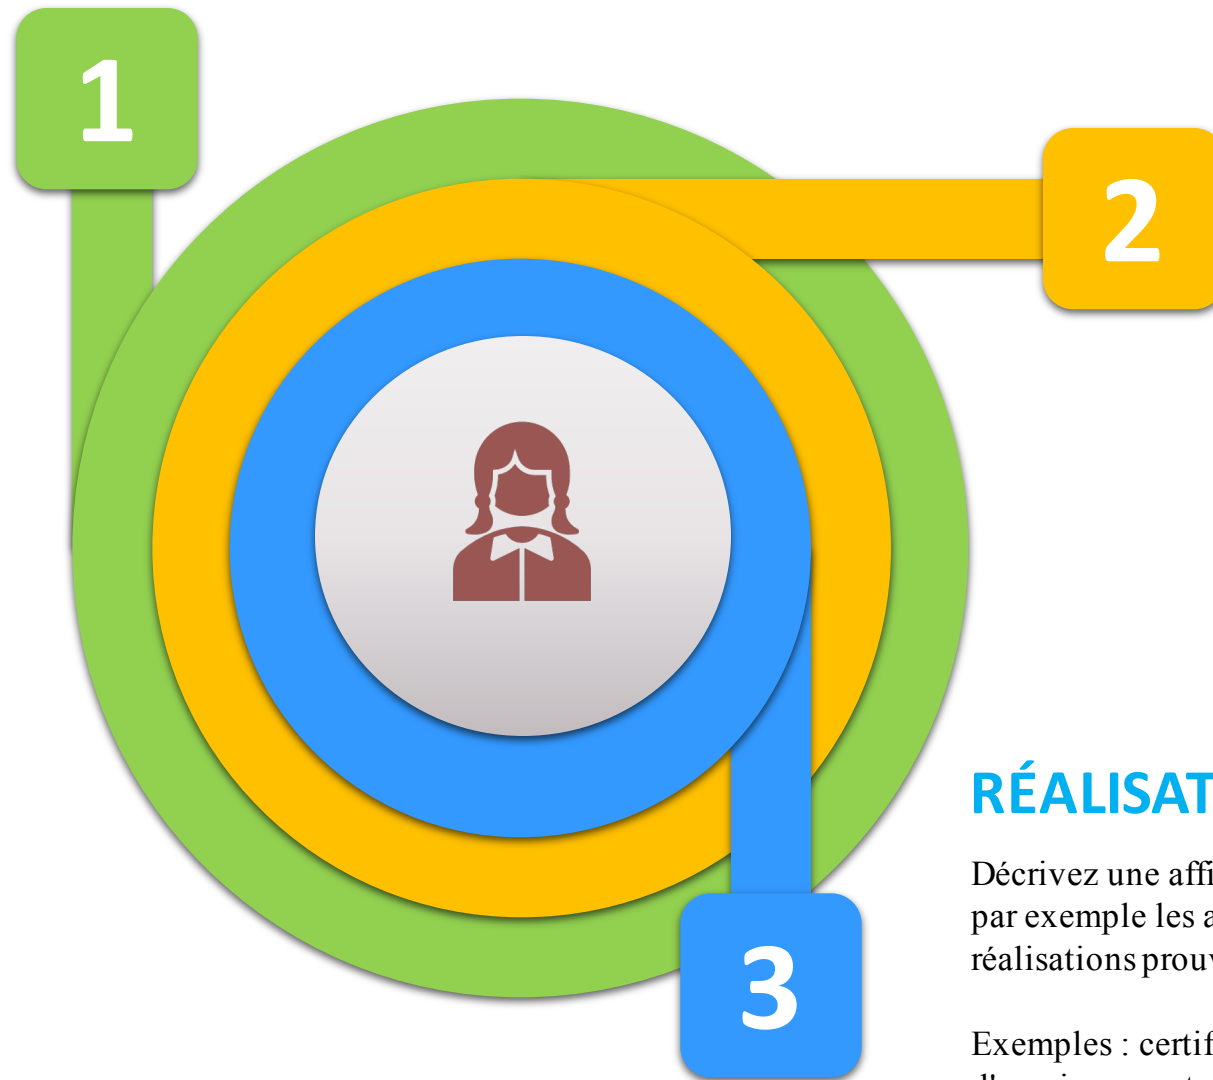 1
2
3
RÉALISAT
Décrivez une affi
par exemple les a
réalisations prouv
Exemples : certif